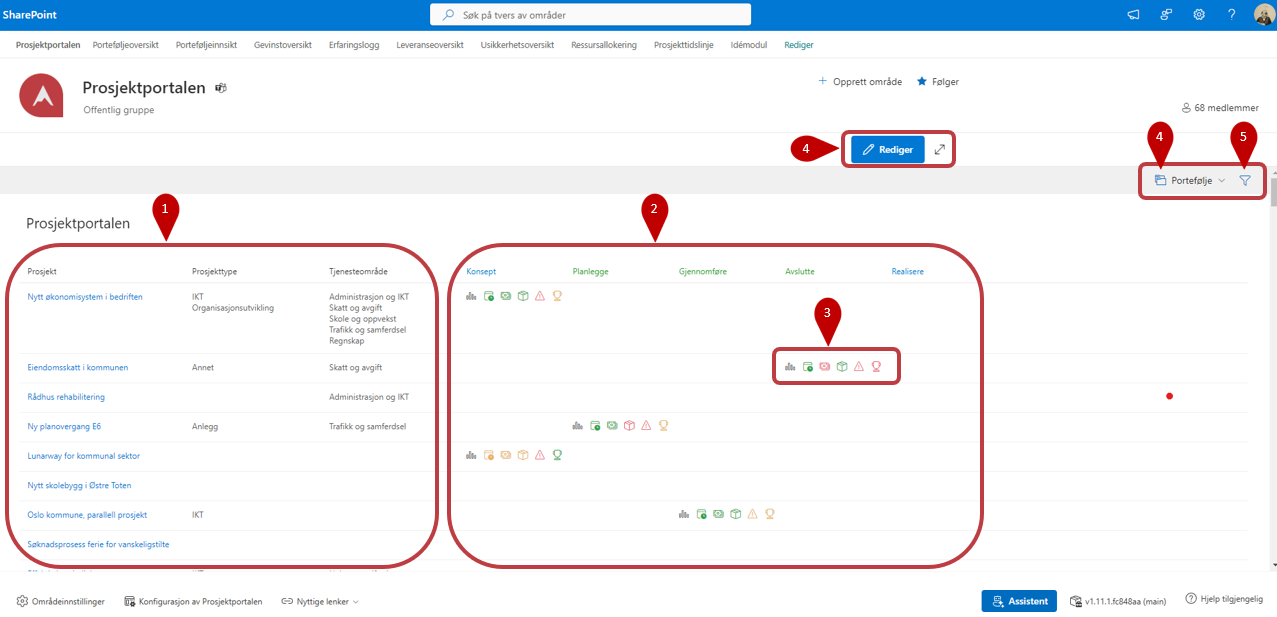 SharePoint
Søk på tvers av områder
?
Prosjektportalen Porteføljeoversikt Porteføljeinnsikt Gevinstoversikt Erfaringslogg Leveranseoversikt Usikkerhetsoversikt Ressursallokering Prosjekttidslinje Idémodul Rediger
Prosjektportalen
Offentlig gruppe
Opprett område Følger
68 medlemmer
4 Rediger
4 5
Portefølje
1 2
Prosjektportalen
Prosjekt Prosjekttype Tjenesteområde Konsept Planlegge Gjennomføre Avslutte Realisere
Nytt økonomisystem i bedriften IKT Administrasjon og IKT
Organisasjonsutvikling Skatt og avgift
Skole og oppvekst
Trafikk og samferdsel
Regnskap
3
Eiendomsskatt i kommunen Annet Skatt og avgift
Rådhus rehabilitering Administrasjon og IKT
Ny planovergang E6 Anlegg Trafikk og samferdsel
Lunarway for kommunal sektor
Nytt skolebygg i Østre Toten
Oslo kommune, parallell prosjekt IKT
Søknadsprosess ferie for vanskeligstilte
Områdeinnstillinger Konfigurasjon av Prosjektportalen Nyttige lenker Assistent v1.11.1.fc848aa (main) Hjelp tilgjengelig